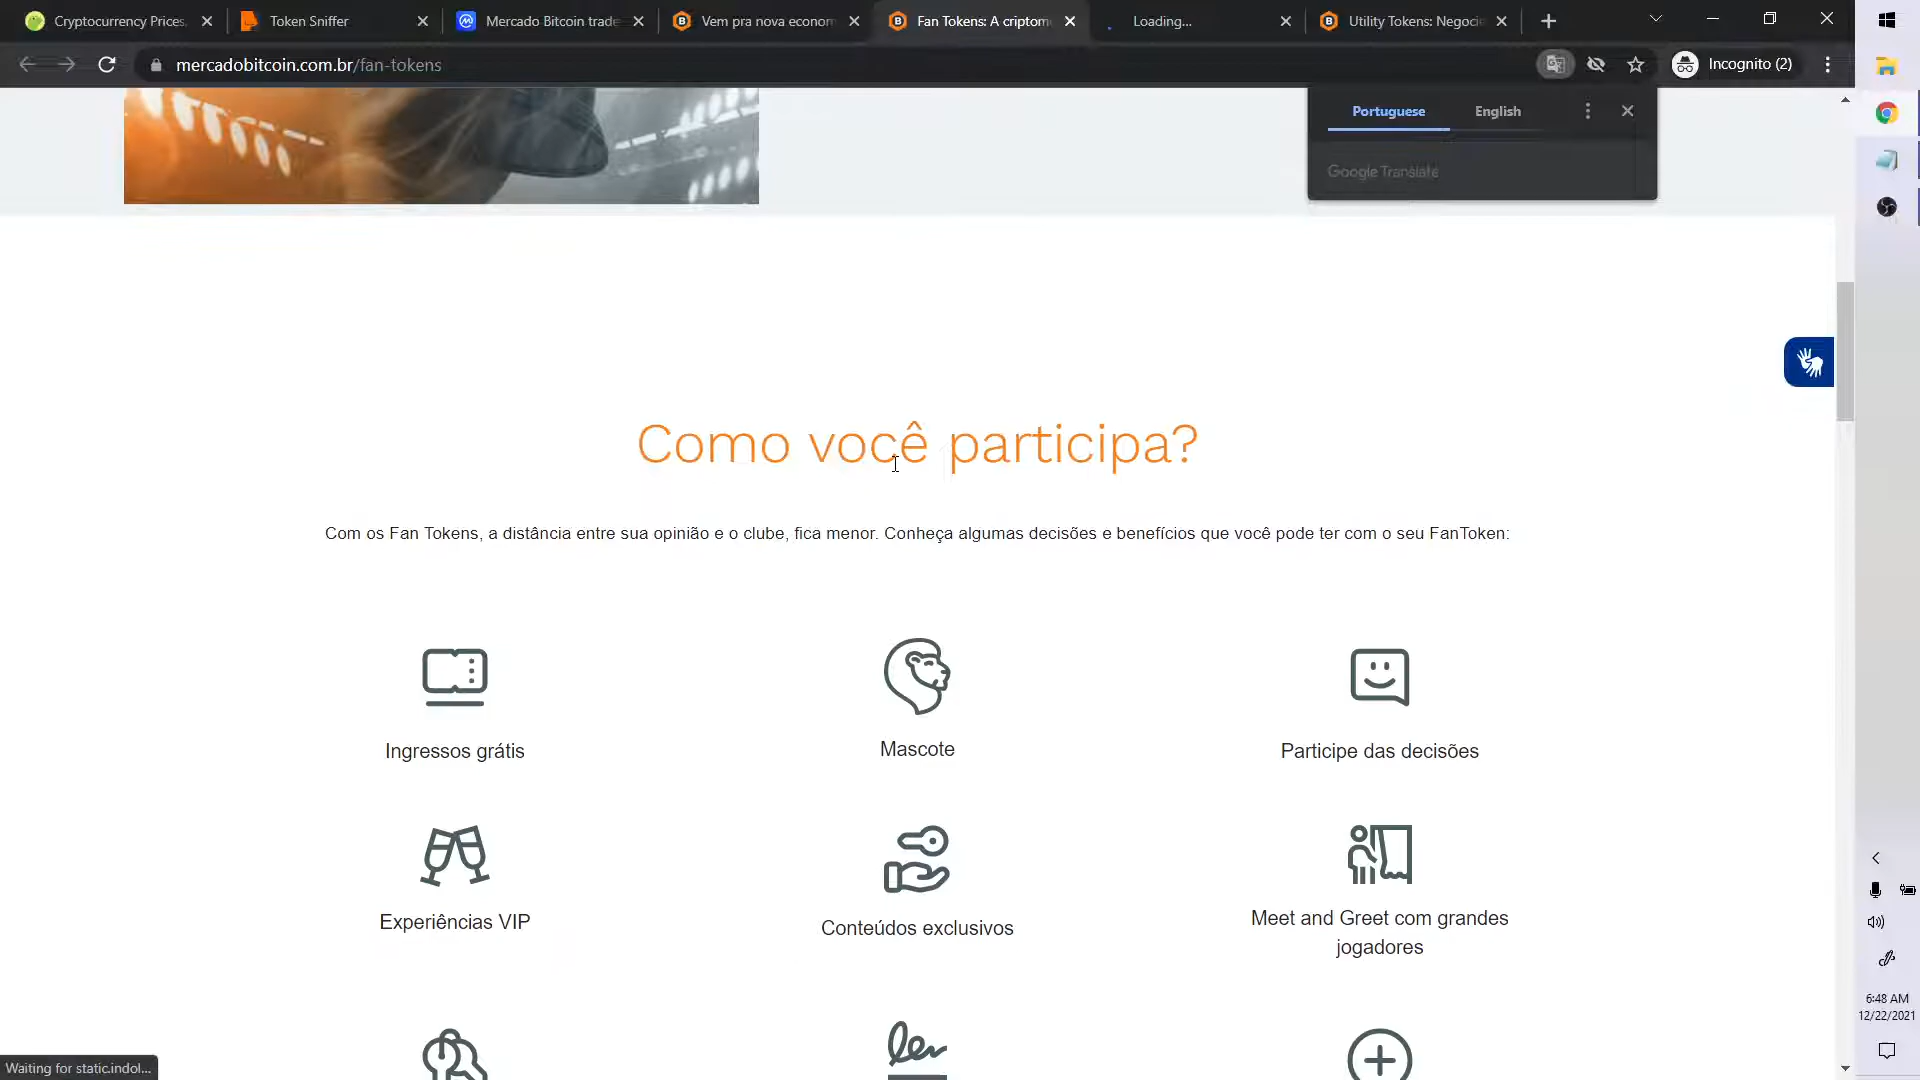 Cryptocurrency Prices,
Token Sniffer
Mercado Bitcoin trade
Vem pra nova econom
Fan Tokens: A criptom
Loading...
Utility Tokens: Negocie
mercadobitcoin.com.br/fan-tokens
Incognito (2)
Portuguese
English
Google Translate
Como você participa?
Com os Fan Tokens, a distância entre sua opinião e o clube, fica menor. Conheça algumas decisões e benefícios que você pode ter com o seu FanToken:
Ingressos grátis
Mascote
Participe das decisões
Experiências VIP
Conteúdos exclusivos
Meet and Greet com grandes
jogadores
6:48 AM
12/22/2021
Waiting for static.indol...